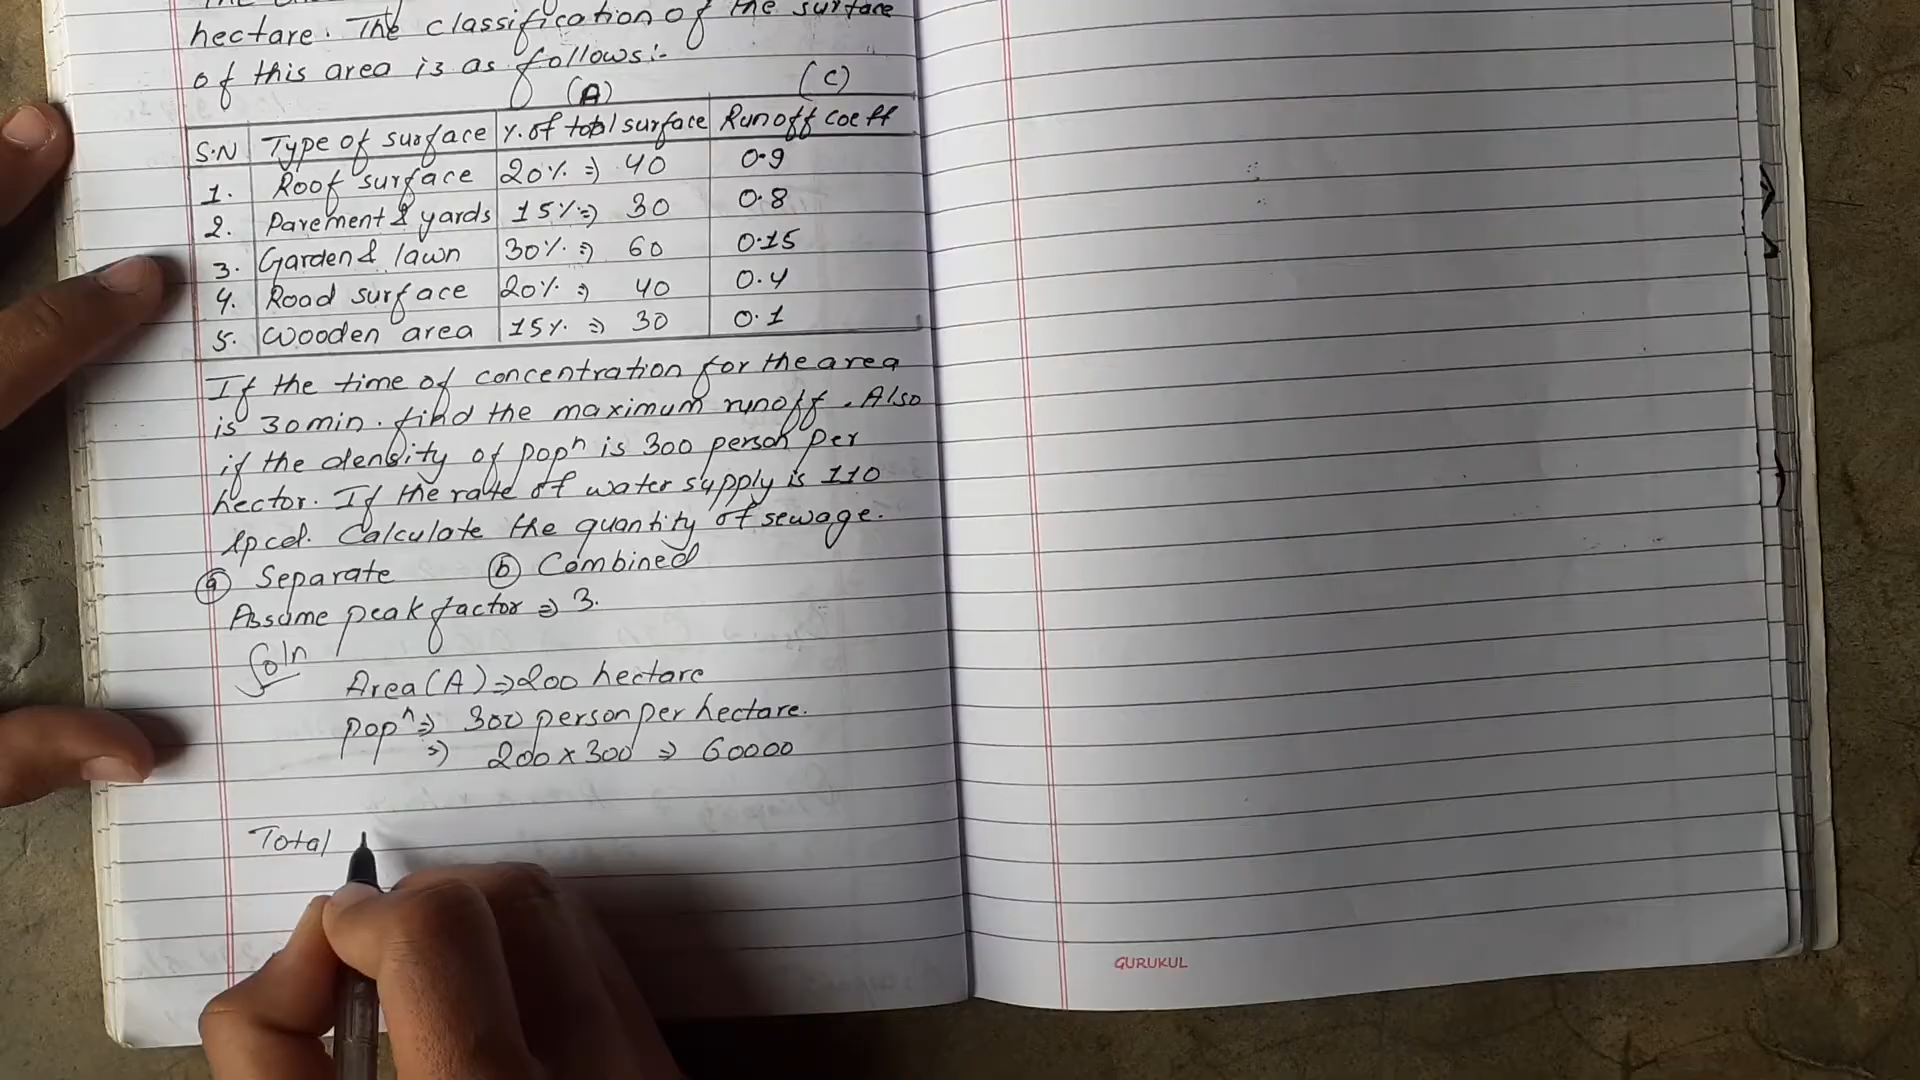 hectare. The classification of the surface
of this area is as follows:-
(A) (C)
S.N Type of surface %. of total surface Runoff coeff
1. Roof surface 20%. ⇒ 40 0.9
2. Pavement & yards 15% ⇒ 30 0.8
3. Garden & lawn 30%. ⇒ 60 0.15
4. Road surface 20%. ⇒ 40 0.4
5. Wooden area 15%. ⇒ 30 0.1
If the time of concentration for the area
is 30min. find the maximum runoff. Also
if the density of popⁿ is 300 person per
hector. If the rate of water supply is 110
lpcd. Calculate the quantity of sewage.
ⓐ Separate ⓑ Combined
Assume peak factor ⇒ 3.
Solⁿ
Area (A) ⇒ 200 hectare
popⁿ ⇒ 300 person per hectare.
⇒ 200 × 300 ⇒ 60000
Total
GURUKUL